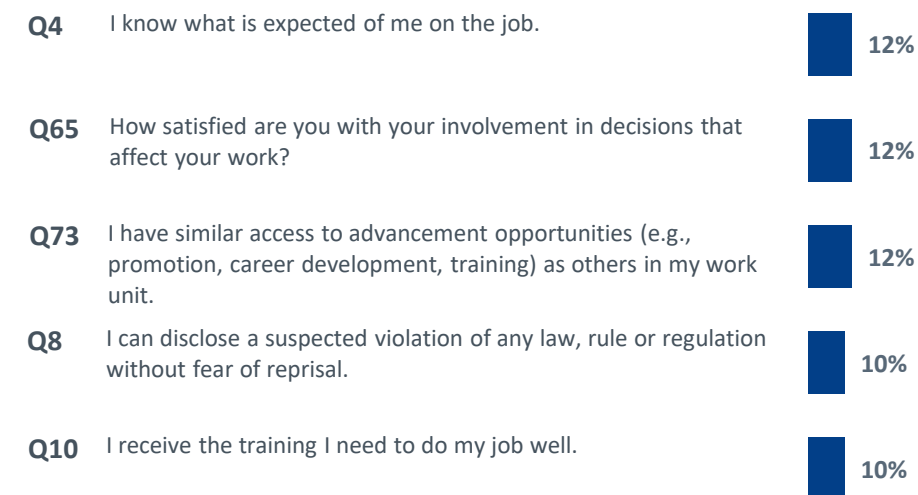 Q4 I know what is expected of me on the job. 12%
Q65 How satisfied are you with your involvement in decisions that
affect your work? 12%
Q73 I have similar access to advancement opportunities (e.g.,
promotion, career development, training) as others in my work
unit. 12%
Q8 I can disclose a suspected violation of any law, rule or regulation
without fear of reprisal. 10%
Q10 I receive the training I need to do my job well. 10%